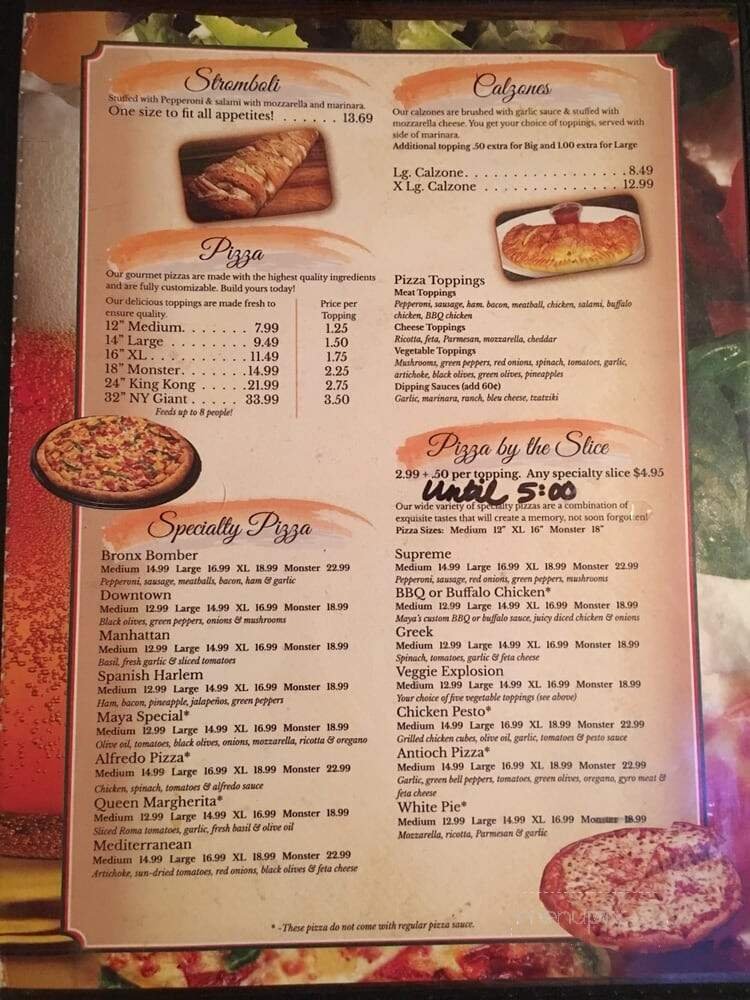 Stromboli
Stuffed with Pepperoni & salami with mozzarella and marinara.
One size to fit all appetites! . . . . . . 13.69
Pizza
Our gourmet pizzas are made with the highest quality ingredients
and are fully customizable. Build yours today!
Our delicious toppings are made fresh to
ensure quality.
Price per
Topping
12" Medium. . . . . . . 7.99 1.25
14" Large . . . . . . . . 9.49 1.50
16" XL . . . . . . . . . 11.49 1.75
18" Monster. . . . . . 14.99 2.25
24" King Kong . . . . .21.99 2.75
32" NY Giant . . . . . 33.99 3.50
Feeds up to 8 people!
Calzones
Our calzones are brushed with garlic sauce & stuffed with
mozzarella cheese. You get your choice of toppings, served with
side of marinara.
Additional topping .50 extra for Big and 1.00 extra for Large
Lg. Calzone. . . . . . . . . . . . . . . . . 8.49
X Lg. Calzone . . . . . . . . . . . . . . . 12.99
Pizza Toppings
Meat Toppings
Pepperoni, sausage, ham, bacon, meatball, chicken, salami, buffalo
chicken, BBQ chicken
Cheese Toppings
Ricotta, feta, Parmesan, mozzarella, cheddar
Vegetable Toppings
Mushrooms, green peppers, red onions, spinach, tomatoes, garlic,
artichoke, black olives, green olives, pineapples
Dipping Sauces (add 60¢)
Garlic, marinara, ranch, bleu cheese, tzatziki
Pizza by the Slice
2.99 + .50 per topping. Any specialty slice $4.95
Until 5:00
Our wide variety of specialty pizzas are a combination of
exquisite tastes that will create a memory, not soon forgotten!
Pizza Sizes: Medium 12" XL 16" Monster 18"
Specialty Pizza
Bronx Bomber
Medium 14.99 Large 16.99 XL 18.99 Monster 22.99
Pepperoni, sausage, meatballs, bacon, ham & garlic
Downtown
Medium 12.99 Large 14.99 XL 16.99 Monster 18.99
Black olives, green peppers, onions & mushrooms
Manhattan
Medium 12.99 Large 14.99 XL 16.99 Monster 18.99
Basil, fresh garlic & sliced tomatoes
Spanish Harlem
Medium 12.99 Large 14.99 XL 16.99 Monster 18.99
Ham, bacon, pineapple, jalapeños, green peppers
Maya Special*
Medium 12.99 Large 14.99 XL 16.99 Monster 18.99
Olive oil, tomatoes, black olives, onions, mozzarella, ricotta & oregano
Alfredo Pizza*
Medium 14.99 Large 16.99 XL 18.99 Monster 22.99
Chicken, spinach, tomatoes & alfredo sauce
Queen Margherita*
Medium 12.99 Large 14.99 XL 16.99 Monster 18.99
Sliced Roma tomatoes, garlic, fresh basil & olive oil
Mediterranean
Medium 14.99 Large 16.99 XL 18.99 Monster 22.99
Artichoke, sun-dried tomatoes, red onions, black olives & feta cheese
Supreme
Medium 14.99 Large 16.99 XL 18.99 Monster 22.99
Pepperoni, sausage, red onions, green peppers, mushrooms
BBQ or Buffalo Chicken*
Medium 12.99 Large 14.99 XL 16.99 Monster 18.99
Maya's custom BBQ or buffalo sauce, juicy diced chicken & onions
Greek
Medium 12.99 Large 14.99 XL 16.99 Monster 18.99
Spinach, tomatoes, garlic & feta cheese
Veggie Explosion
Medium 12.99 Large 14.99 XL 16.99 Monster 18.99
Your choice of five vegetable toppings (see above)
Chicken Pesto*
Medium 14.99 Large 16.99 XL 18.99 Monster 22.99
Grilled chicken cubes, olive oil, garlic, tomatoes & pesto sauce
Antioch Pizza*
Medium 14.99 Large 16.99 XL 18.99 Monster 22.99
Garlic, green bell peppers, tomatoes, green olives, oregano, gyro meat &
feta cheese
White Pie*
Medium 12.99 Large 14.99 XL 16.99 Monster 18.99
Mozzarella, ricotta, Parmesan & garlic
* -These pizza do not come with regular pizza sauce.